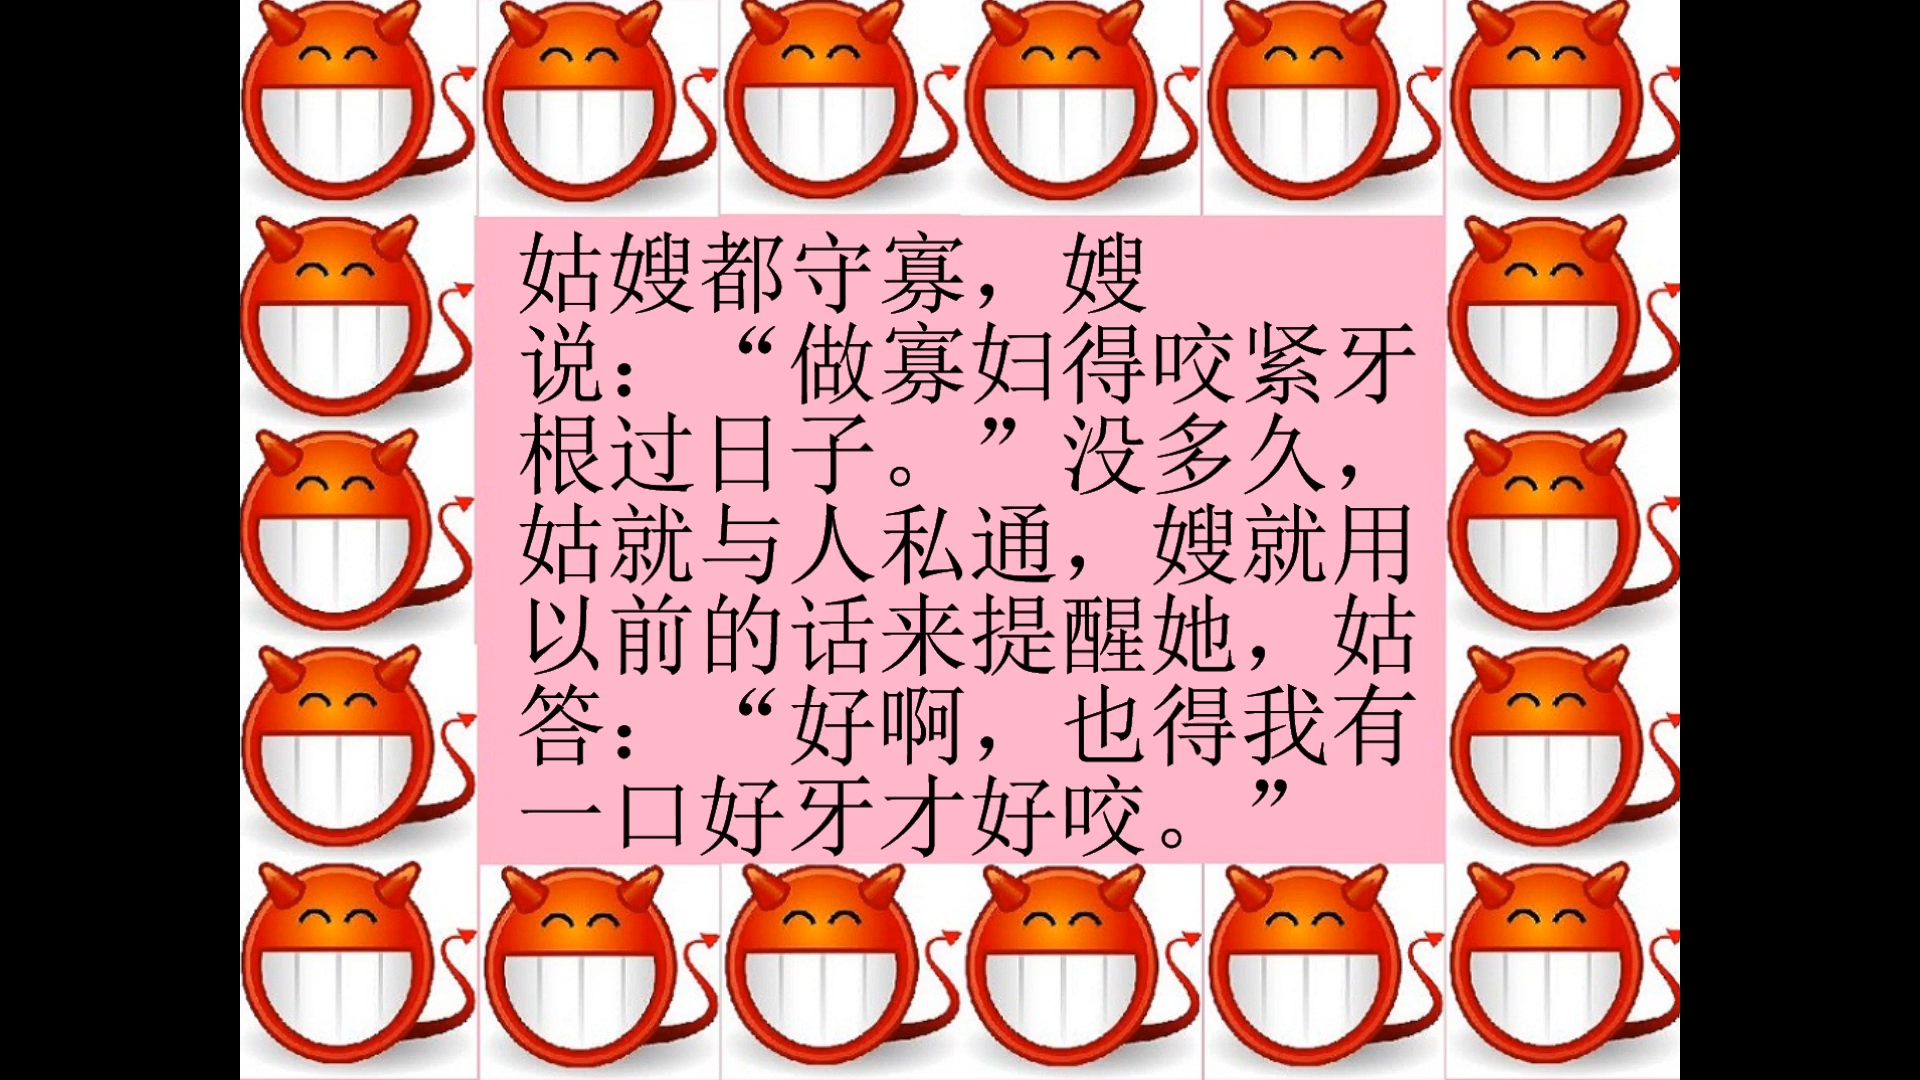 姑嫂都守寡，嫂
说：“做寡妇得咬紧牙
根过日子。”没多久，
姑就与人私通，嫂就用
以前的话来提醒她，姑
答：“好啊，也得我有
一口好牙才好咬。”